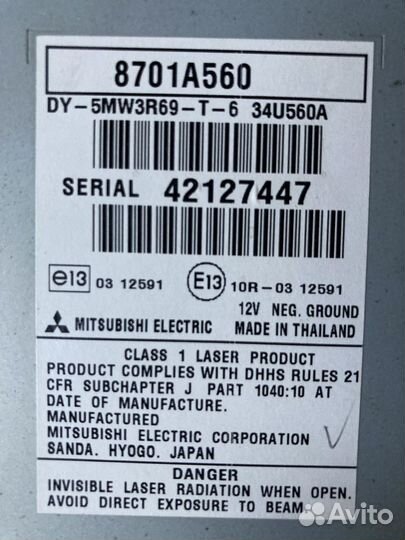 8701A560
DY-5MW3R69-T-6 34U560A
SERIAL 42127447
e13 03 12591 E13 10R-03 12591
12V NEG. GROUND
MITSUBISHI ELECTRIC MADE IN THAILAND
CLASS 1 LASER PRODUCT
PRODUCT COMPLIES WITH DHHS RULES 21
CFR SUBCHAPTER J PART 1040:10 AT
DATE OF MANUFACTURE.
MANUFACTURED
MITSUBISHI ELECTRIC CORPORATION
SANDA. HYOGO. JAPAN
DANGER
INVISIBLE LASER RADIATION WHEN OPEN.
AVOID DIRECT EXPOSURE TO BEAM.
Avito